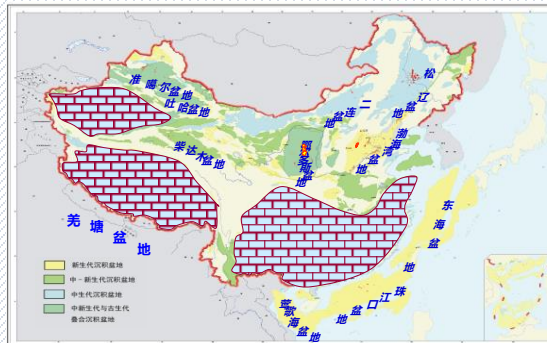 准噶尔盆地
吐哈盆地
柴达木盆地
羌塘盆地
鄂尔多斯盆地
二连盆地
松辽盆地
渤海湾盆地
东海盆地
珠江口盆地
莺歌海盆地
新生代沉积盆地
中-新生代沉积盆地
中生代沉积盆地
中新生代与古生代
叠合沉积盆地